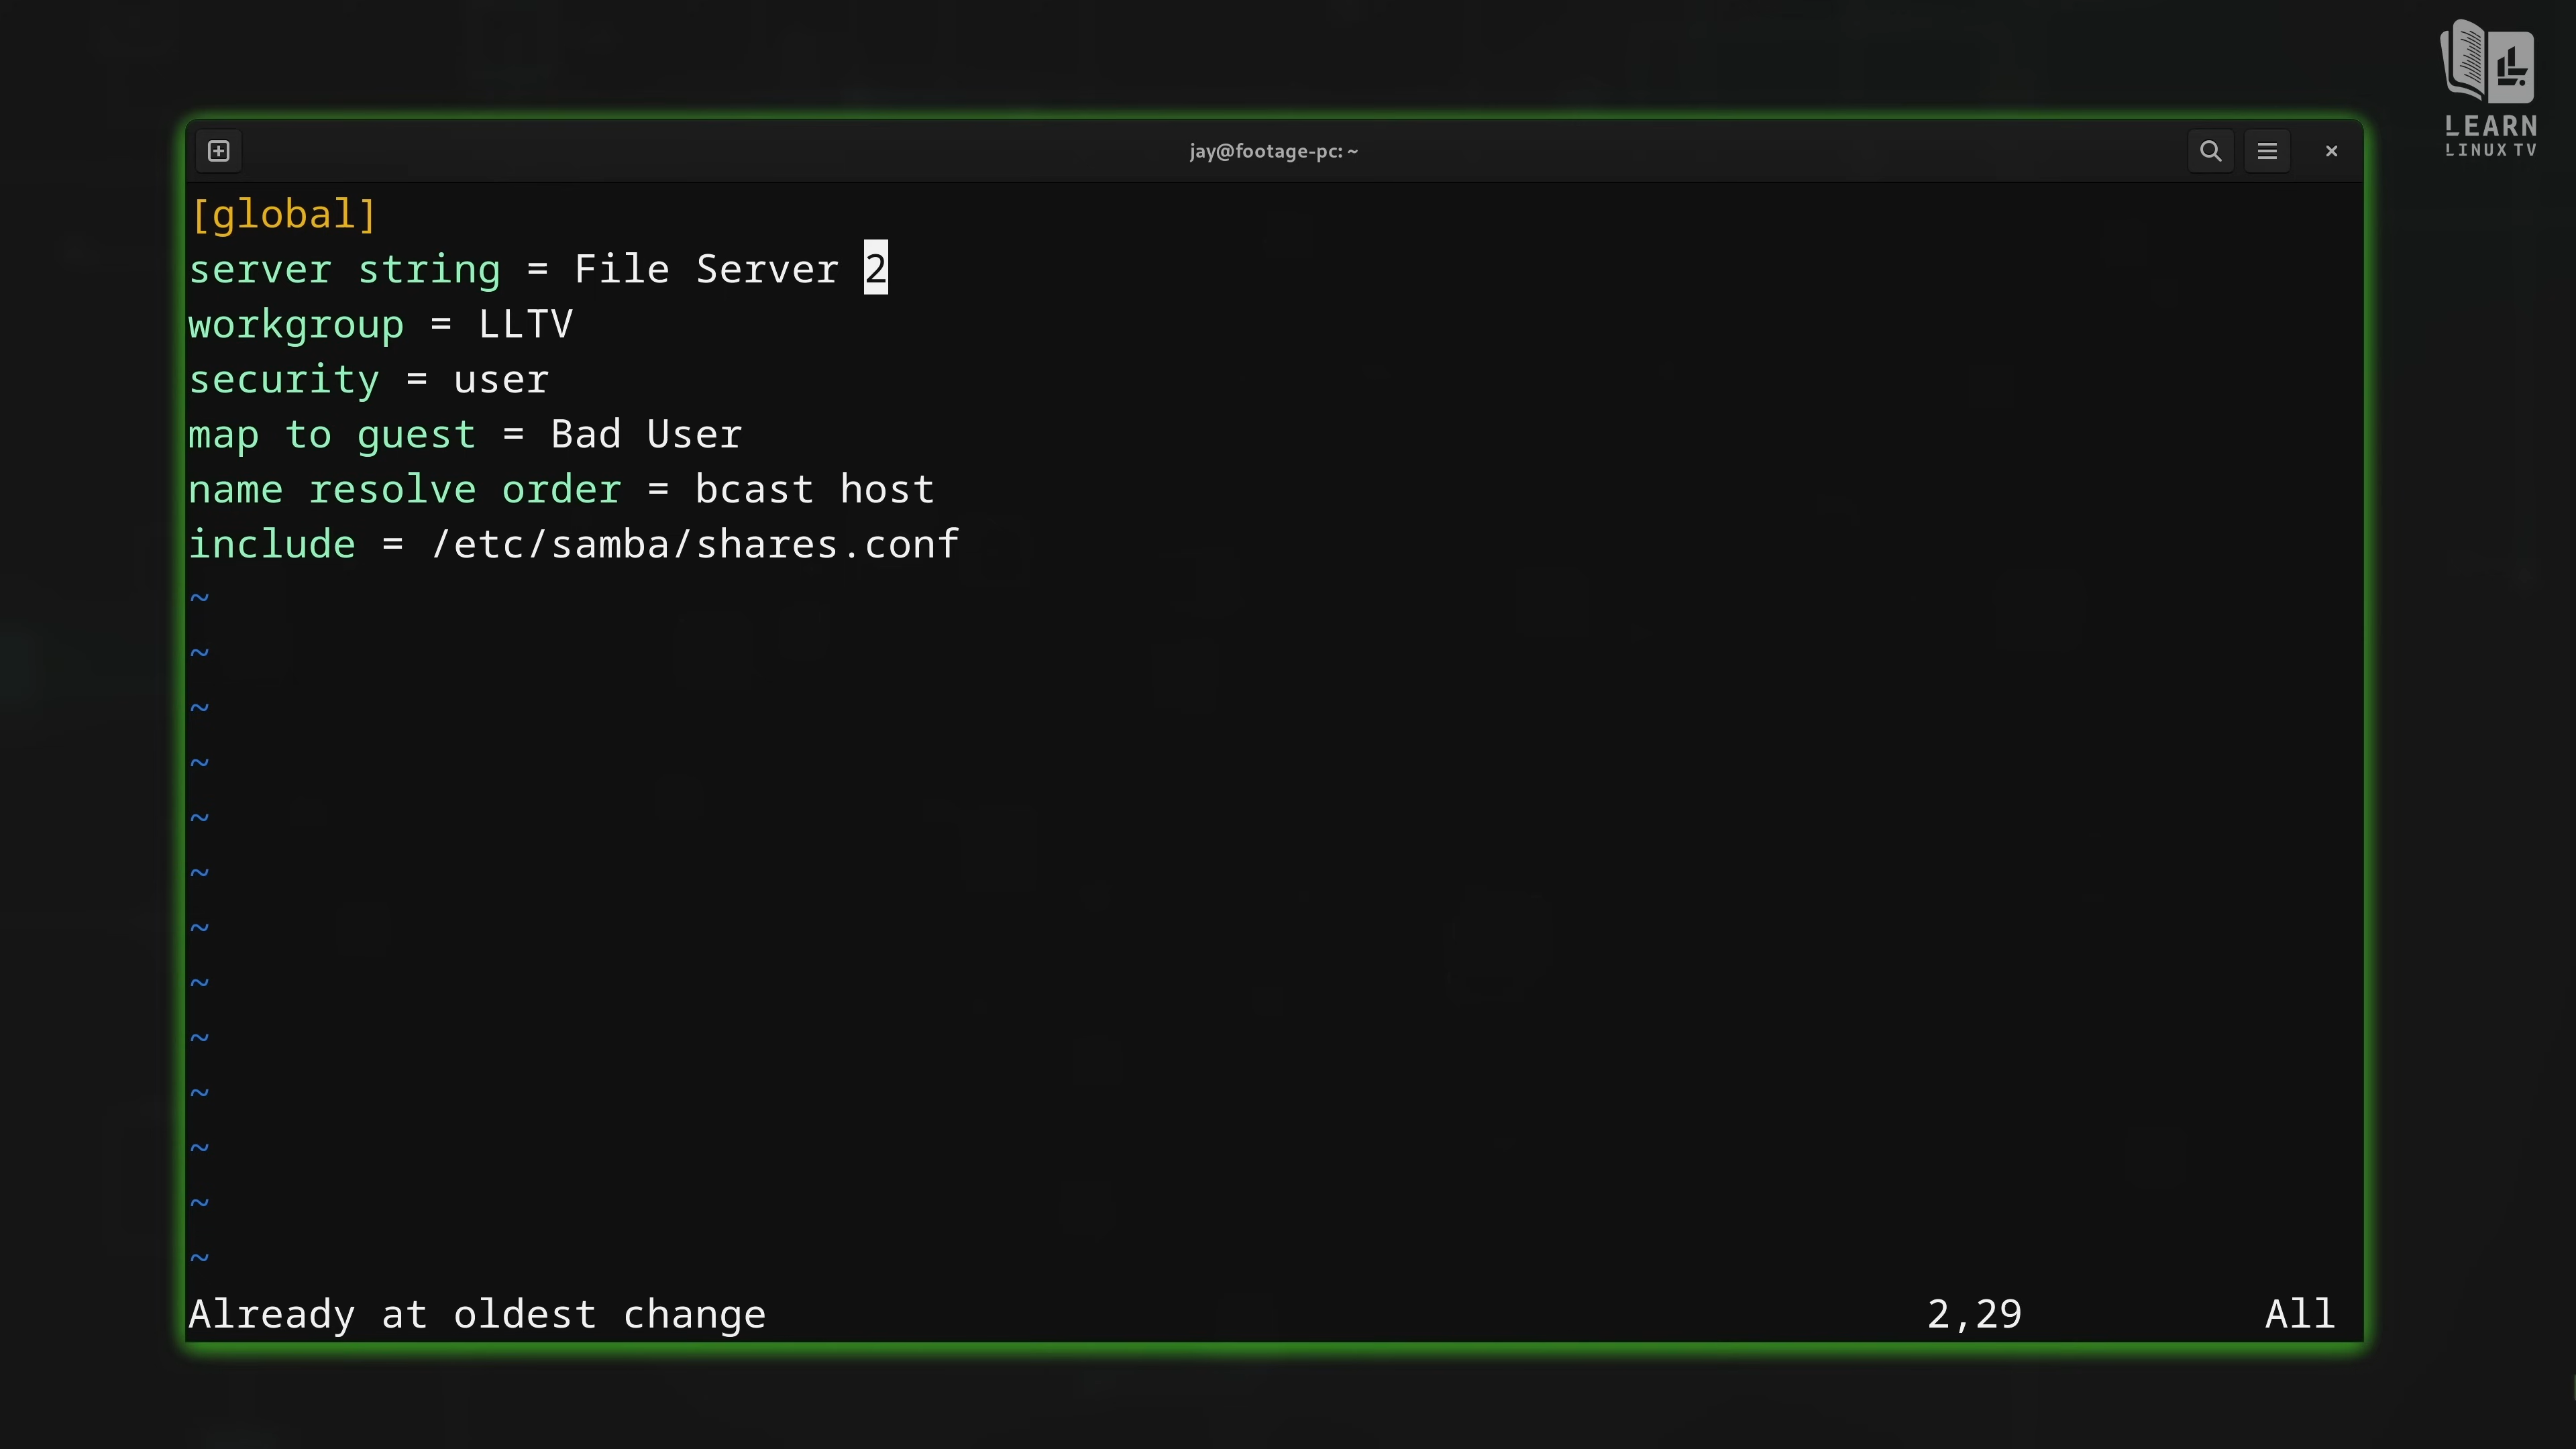 LEARN
LINUX TV
jay@footage-pc: ~
[global]
server string = File Server 2
workgroup = LLTV
security = user
map to guest = Bad User
name resolve order = bcast host
include = /etc/samba/shares.conf
~
~
~
~
~
~
~
~
~
~
~
~
~
Already at oldest change 2,29 All